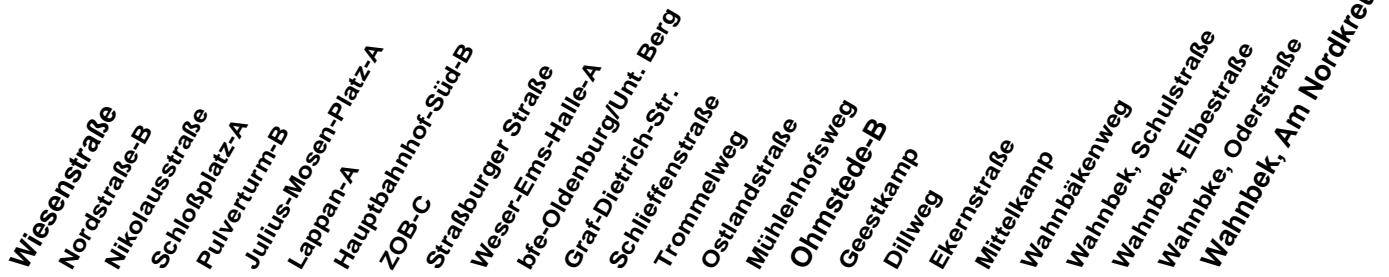 Wiesenstraße
Nordstraße-B
Nikolausstraße
Schloßplatz-A
Pulverturm-B
Julius-Mosen-Platz-A
Lappan-A
Hauptbahnhof-Süd-B
ZOB-C
Straßburger Straße
Weser-Ems-Halle-A
bfe-Oldenburg/Unt. Berg
Graf-Dietrich-Str.
Schlieffenstraße
Trommelweg
Ostlandstraße
Mühlenhofsweg
Ohmstede-B
Geestkamp
Dillweg
Ekernstraße
Mittelkamp
Wahnbäkenweg
Wahnbek, Schulstraße
Wahnbek, Elbestraße
Wahnbke, Oderstraße
Wahnbek, Am